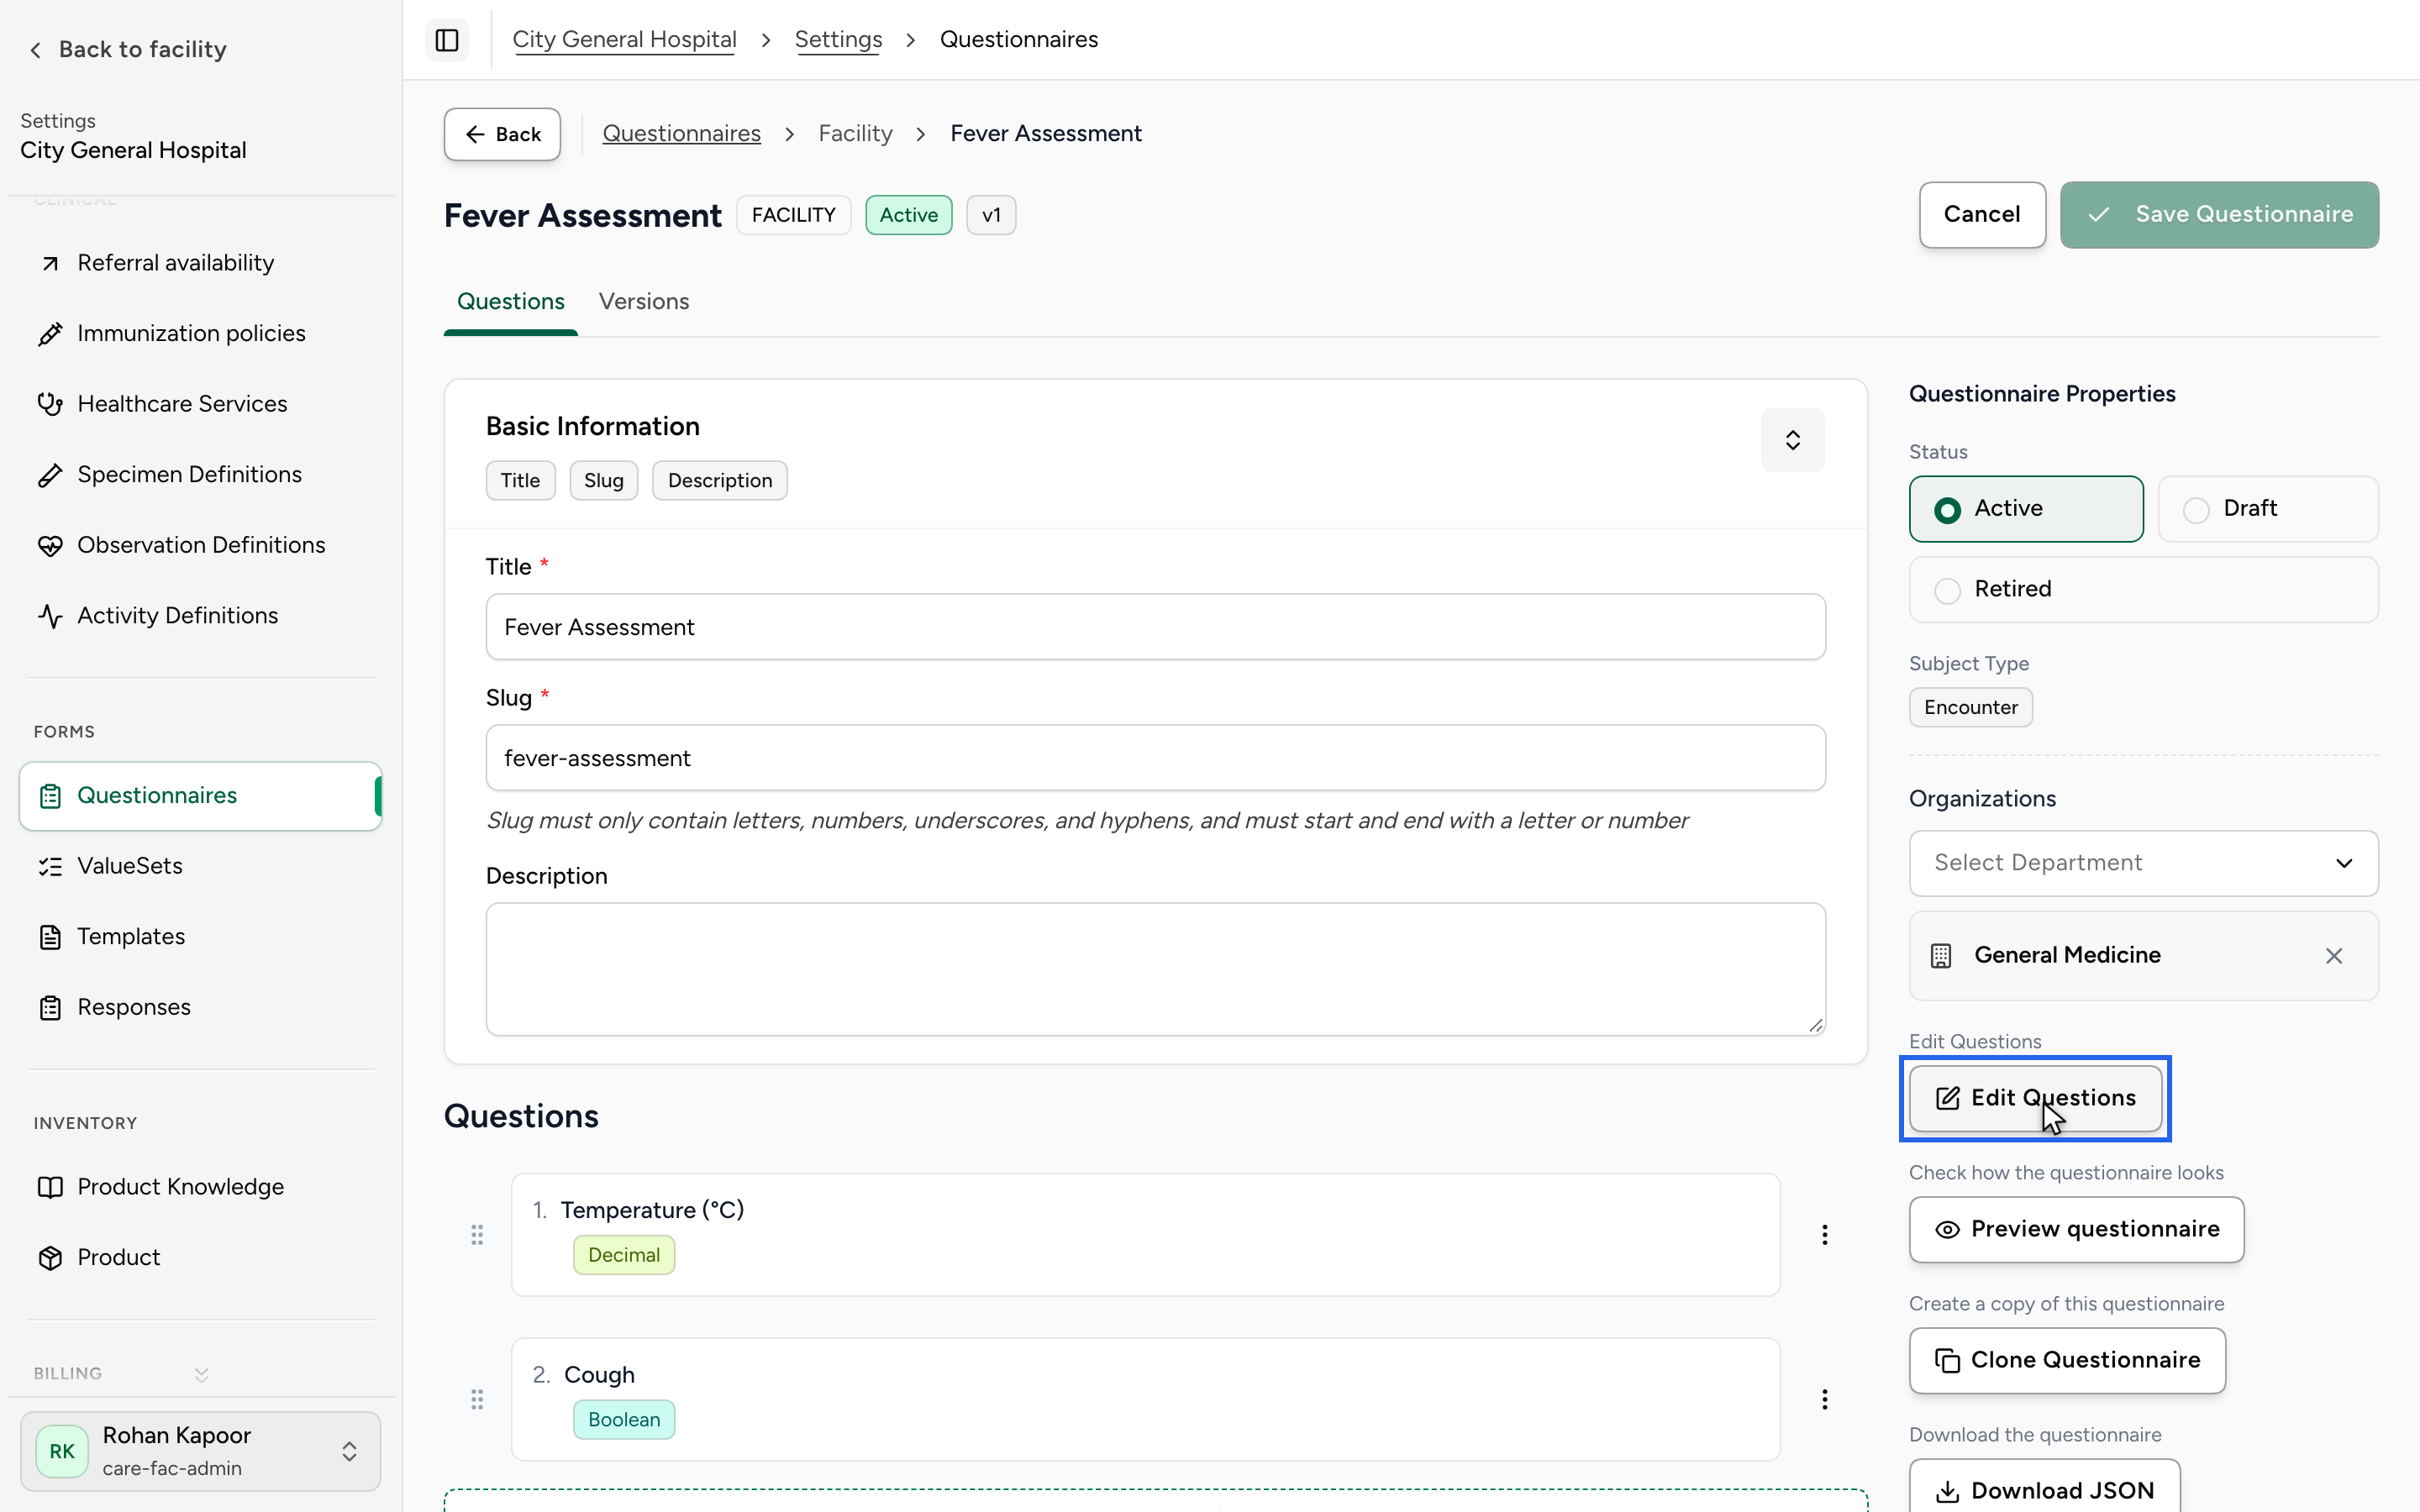 Back to facility
Settings
City General Hospital
CLINICAL
Referral availability
Immunization policies
Healthcare Services
Specimen Definitions
Observation Definitions
Activity Definitions
FORMS
Questionnaires
ValueSets
Templates
Responses
INVENTORY
Product Knowledge
Product
BILLING
RK
Rohan Kapoor
care-fac-admin
City General Hospital > Settings > Questionnaires
Back
Questionnaires > Facility > Fever Assessment
Fever Assessment FACILITY Active v1
Cancel
Save Questionnaire
Questions Versions
Basic Information
Title Slug Description
Title *
Fever Assessment
Slug *
fever-assessment
Slug must only contain letters, numbers, underscores, and hyphens, and must start and end with a letter or number
Description
Questions
1. Temperature (°C)
Decimal
2. Cough
Boolean
Questionnaire Properties
Status
Active
Draft
Retired
Subject Type
Encounter
Organizations
Select Department
General Medicine
Edit Questions
Edit Questions
Check how the questionnaire looks
Preview questionnaire
Create a copy of this questionnaire
Clone Questionnaire
Download the questionnaire
Download JSON